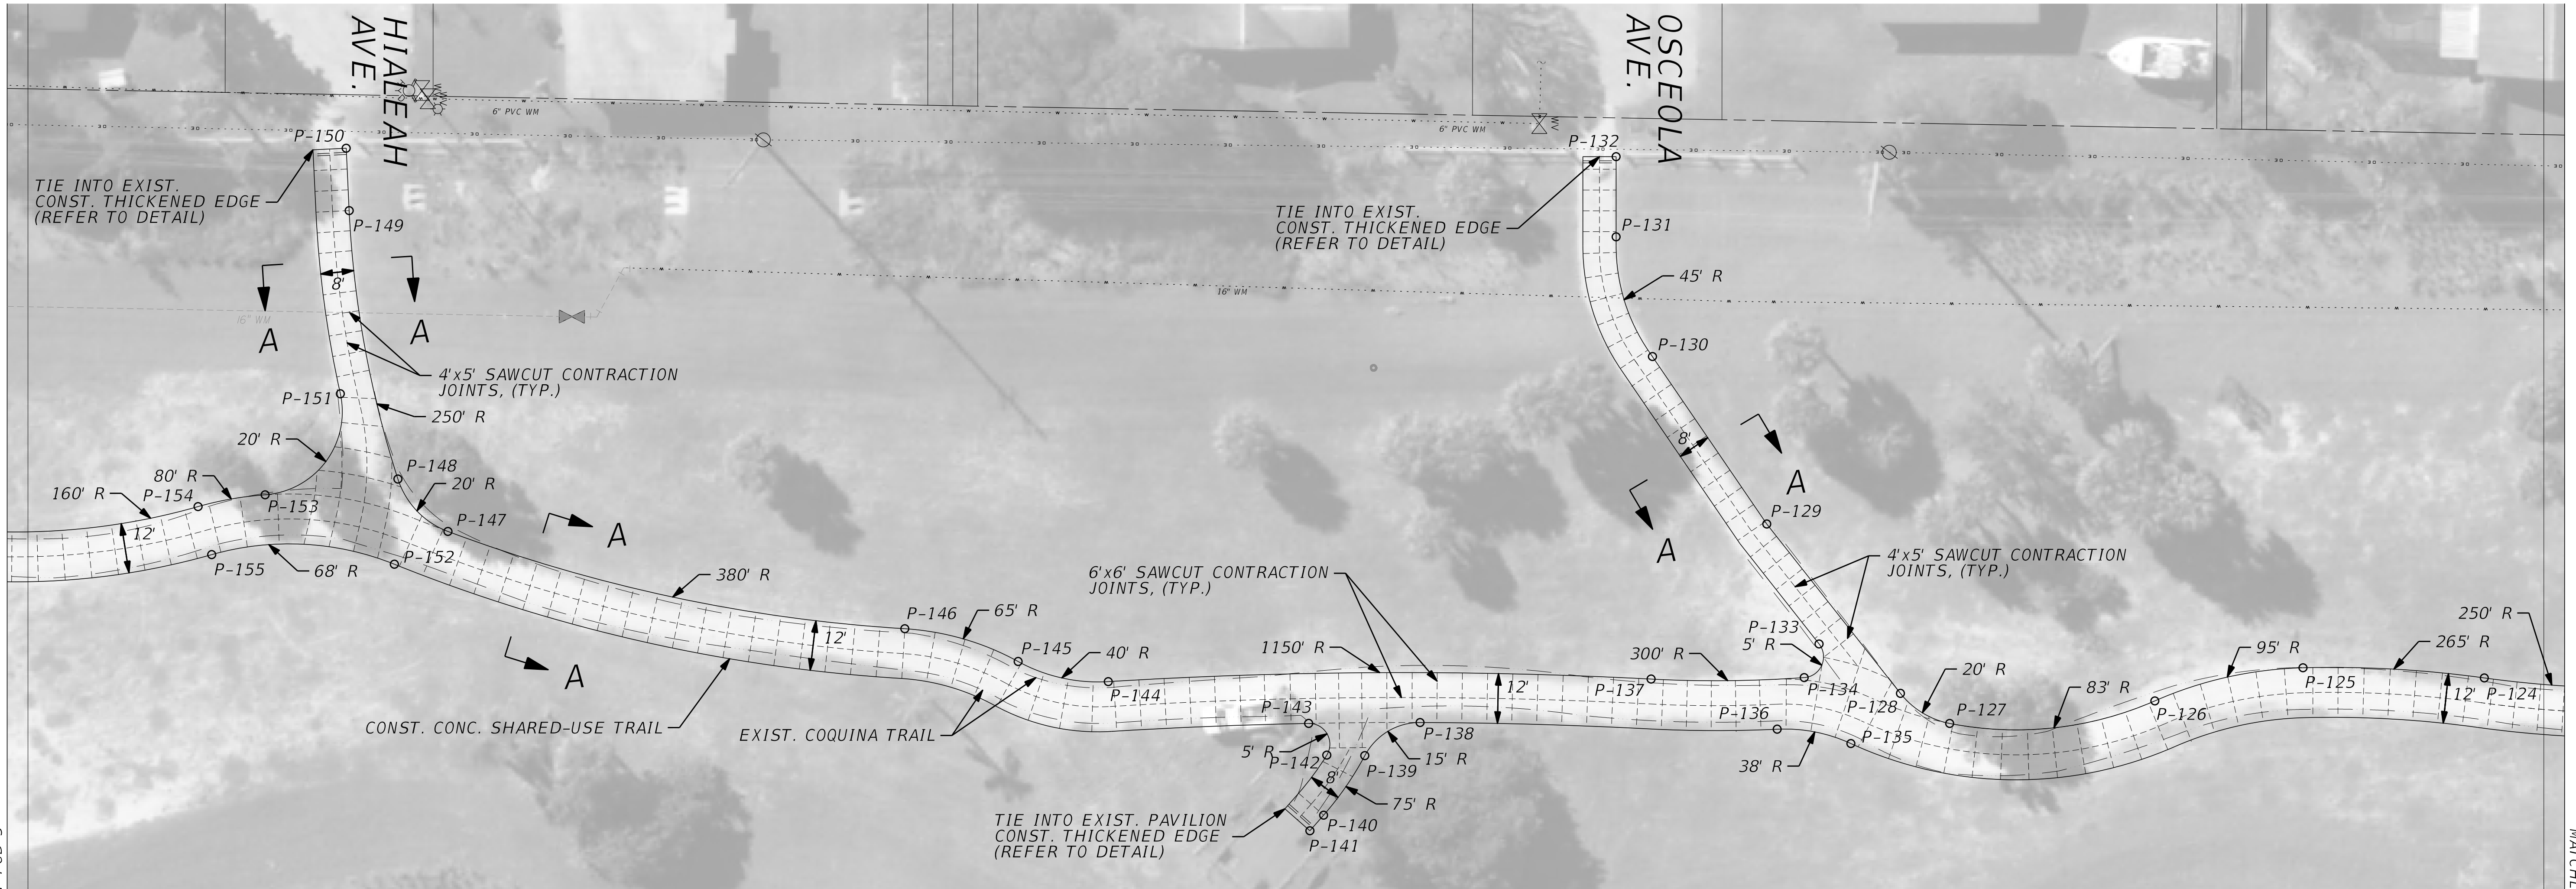 HIALEAH
AVE.
OSCEOLA
AVE.
6" PVC WM
6" PVC WM
P-150
P-132
TIE INTO EXIST.
CONST. THICKENED EDGE
(REFER TO DETAIL)
P-149
TIE INTO EXIST.
CONST. THICKENED EDGE
(REFER TO DETAIL)
P-131
8'
45' R
16" WM
16" WM
A
A
P-130
4'x5' SAWCUT CONTRACTION
JOINTS, (TYP.)
P-151
250' R
20' R
8'
A
P-148
80' R
20' R
160' R
P-154
P-153
P-147
P-129
12'
A
A
P-152
P-155
68' R
4'x5' SAWCUT CONTRACTION
JOINTS, (TYP.)
380' R
6'x6' SAWCUT CONTRACTION
JOINTS, (TYP.)
P-146
65' R
250' R
12'
P-133
5' R
1150' R
300' R
265' R
95' R
P-145
40' R
A
P-144
12'
P-137
P-134
P-128
83' R
P-125
12'
P-124
P-143
P-136
P-127
P-126
CONST. CONC. SHARED-USE TRAIL
EXIST. COQUINA TRAIL
P-138
P-135
5' R
P-142
15' R
P-139
38' R
8'
75' R
TIE INTO EXIST. PAVILION
CONST. THICKENED EDGE
(REFER TO DETAIL)
P-140
P-141